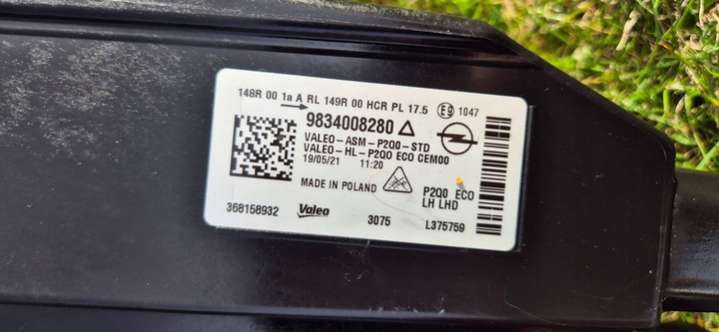 148R 00 1a A RL 149R 00 HCR PL 17.5 E9 1047
9834008280
VALEO-ASM-P2Q0-STD
VALEO-HL-P2Q0 ECO CEM00
19/05/21 11:20
MADE IN POLAND
P2Q0 ECO
LH LHD
368158932 Valeo 3075 L375759